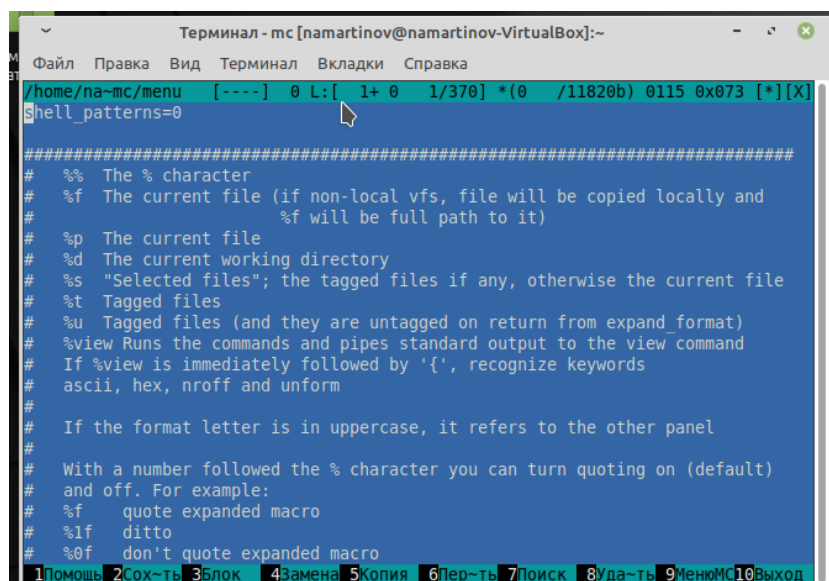 Терминал - mc [namartinov@namartinov-VirtualBox]:~
Файл Правка Вид Терминал Вкладки Справка
/home/na~mc/menu [----] 0 L:[ 1+ 0 1/370] *(0 /11820b) 0115 0x073 [*][X]
shell_patterns=0
##############################################################################
# %% The % character
# %f The current file (if non-local vfs, file will be copied locally and
# %f will be full path to it)
# %p The current file
# %d The current working directory
# %s "Selected files"; the tagged files if any, otherwise the current file
# %t Tagged files
# %u Tagged files (and they are untagged on return from expand_format)
# %view Runs the commands and pipes standard output to the view command
# If %view is immediately followed by '{', recognize keywords
# ascii, hex, nroff and unform
#
# If the format letter is in uppercase, it refers to the other panel
#
# With a number followed the % character you can turn quoting on (default)
# and off. For example:
# %f quote expanded macro
# %1f ditto
# %0f don't quote expanded macro
1Помощь 2Сох~ть 3Блок 4Замена 5Копия 6Пер~ть 7Поиск 8Уда~ть 9МенюМС10Выход